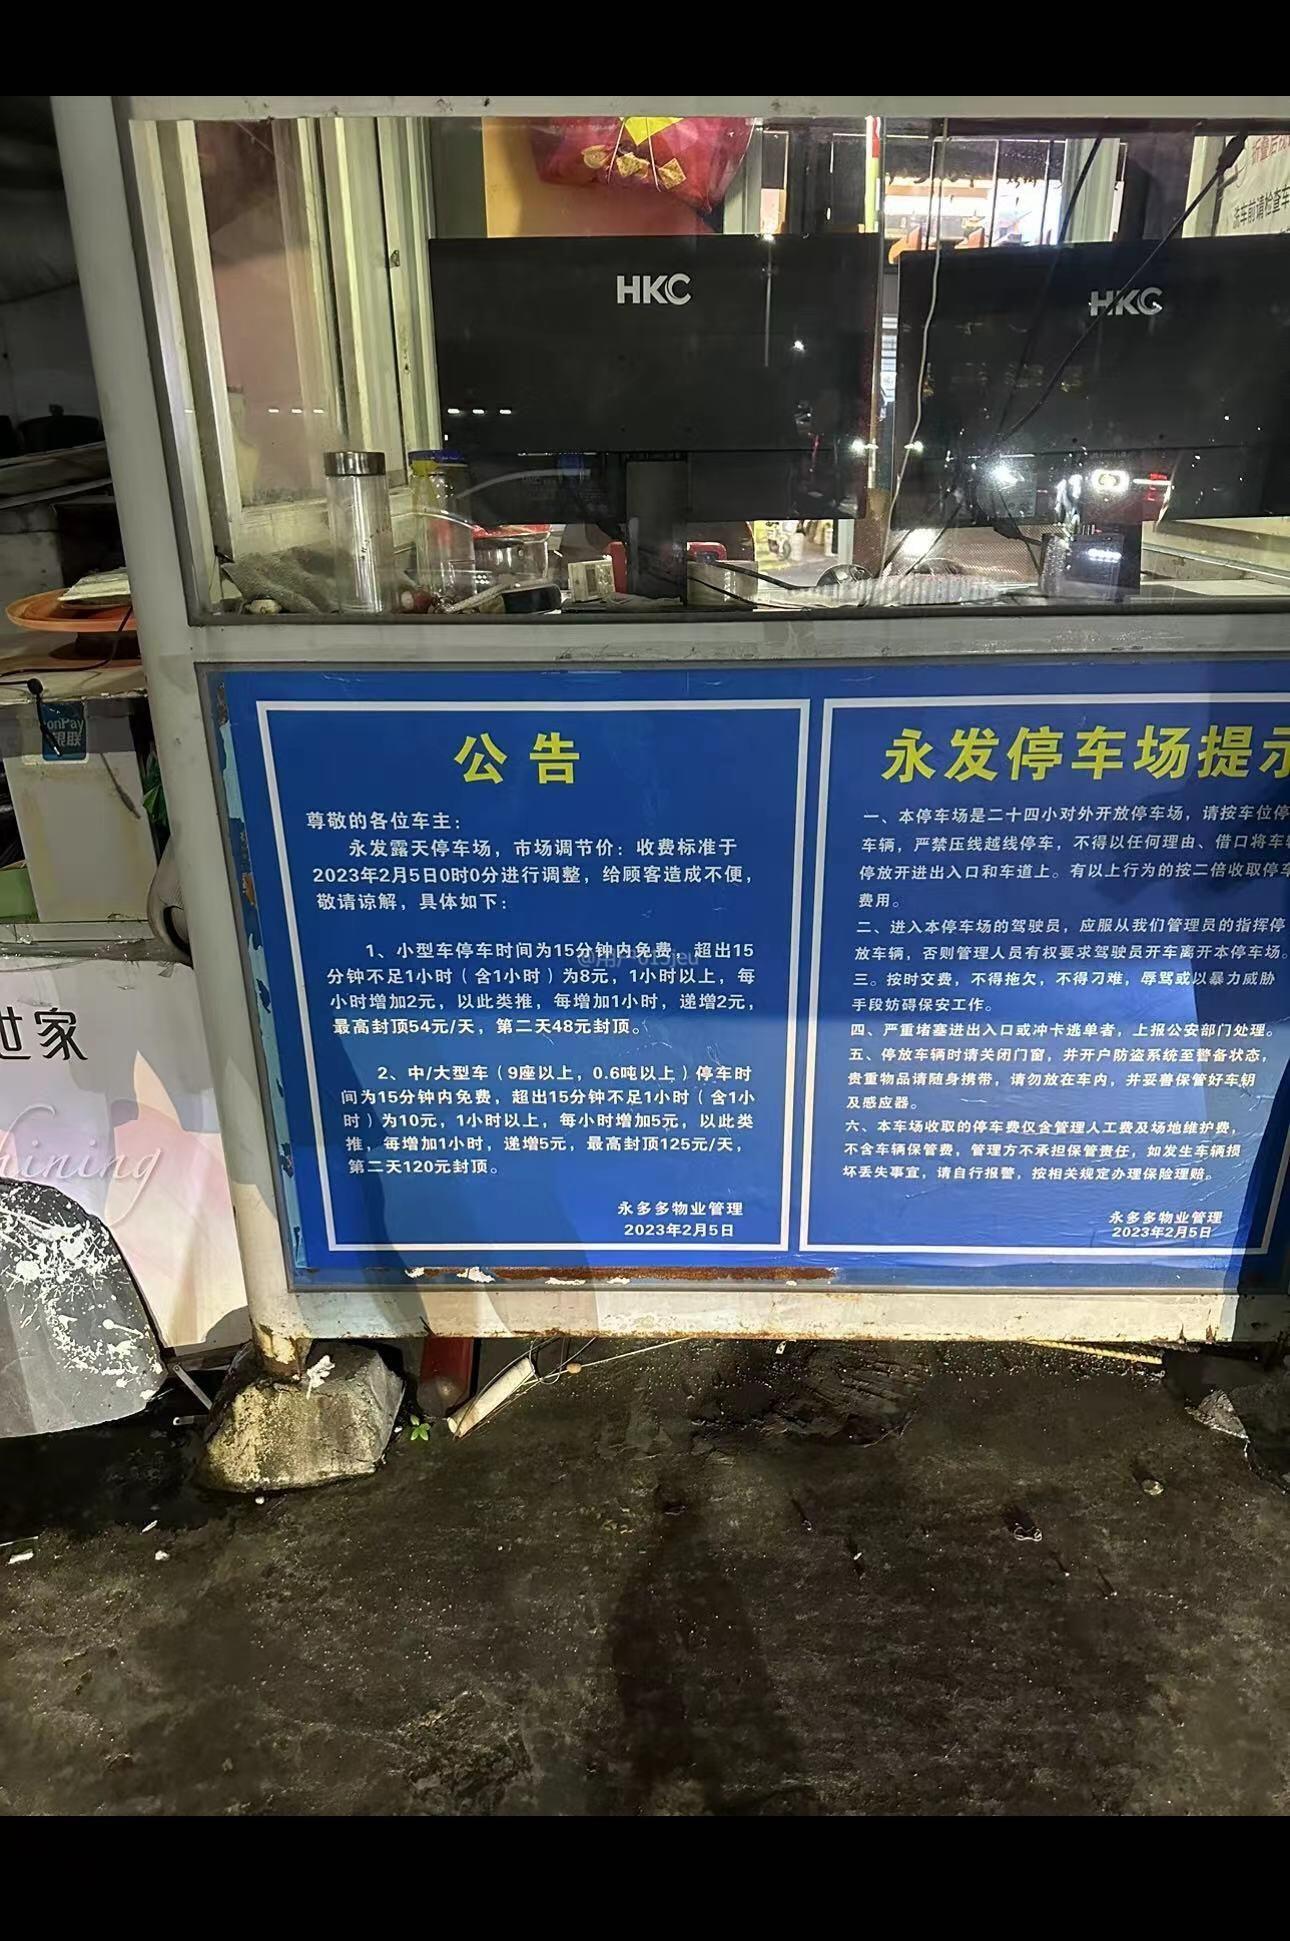 折叠后视
洗车前请检查车
HKC
HKC
onPay
银联
世家
hining
公告
尊敬的各位车主：
永发露天停车场，市场调节价：收费标准于
2023年2月5日0时0分进行调整，给顾客造成不便，
敬请谅解，具体如下：
1、小型车停车时间为15分钟内免费，超出15
分钟不足1小时（含1小时）为8元，1小时以上，每
小时增加2元，以此类推，每增加1小时，递增2元，
最高封顶54元/天，第二天48元封顶。
2、中/大型车（9座以上，0.6吨以上）停车时
间为15分钟内免费，超出15分钟不足1小时（含1小
时）为10元，1小时以上，每小时增加5元，以此类
推，每增加1小时，递增5元，最高封顶125元/天，
第二天120元封顶。
永多多物业管理
2023年2月5日
永发停车场提示
一、本停车场是二十四小对外开放停车场，请按车位停
车辆，严禁压线越线停车，不得以任何理由、借口将车辆
停放开进出入口和车道上。有以上行为的按二倍收取停车
费用。
二、进入本停车场的驾驶员，应服从我们管理员的指挥停
放车辆，否则管理人员有权要求驾驶员开车离开本停车场。
三。按时交费，不得拖欠，不得刁难，辱骂或以暴力威胁
手段妨碍保安工作。
四、严重堵塞进出入口或冲卡逃单者，上报公安部门处理。
五、停放车辆时请关闭门窗，并开户防盗系统至警备状态，
贵重物品请随身携带，请勿放在车内，并妥善保管好车钥
及感应器。
六、本车场收取的停车费仅含管理人工费及场地维护费，
不含车辆保管费，管理方不承担保管责任，如发生车辆损
坏丢失事宜，请自行报警，按相关规定办理保险理赔。
永多多物业管理
2023年2月5日